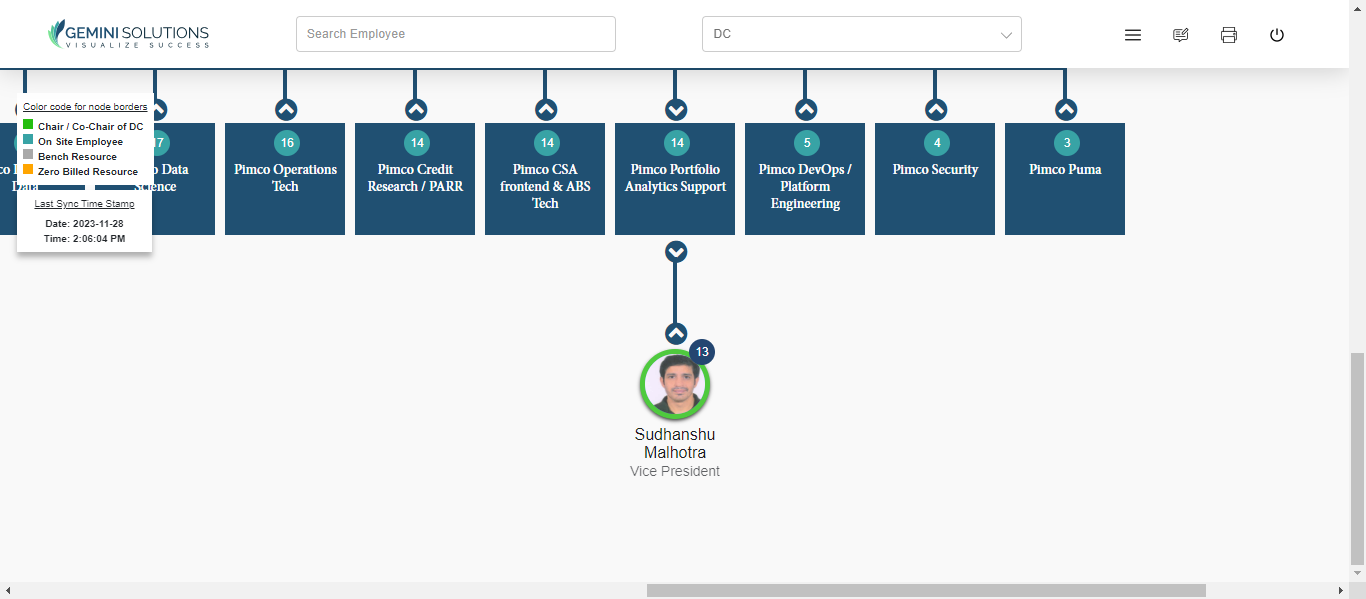 GEMINI SOLUTIONS
VISUALIZE SUCCESS
Search Employee
DC
Color code for node borders
Chair / Co-Chair of DC
On Site Employee
Bench Resource
Zero Billed Resource
Last Sync Time Stamp
Date: 2023-11-28
Time: 2:06:04 PM
Data
17
Data
Science
16
Pimco Operations
Tech
14
Pimco Credit
Research / PARR
14
Pimco CSA
frontend & ABS
Tech
14
Pimco Portfolio
Analytics Support
5
Pimco DevOps /
Platform
Engineering
4
Pimco Security
3
Pimco Puma
13
Sudhanshu
Malhotra
Vice President